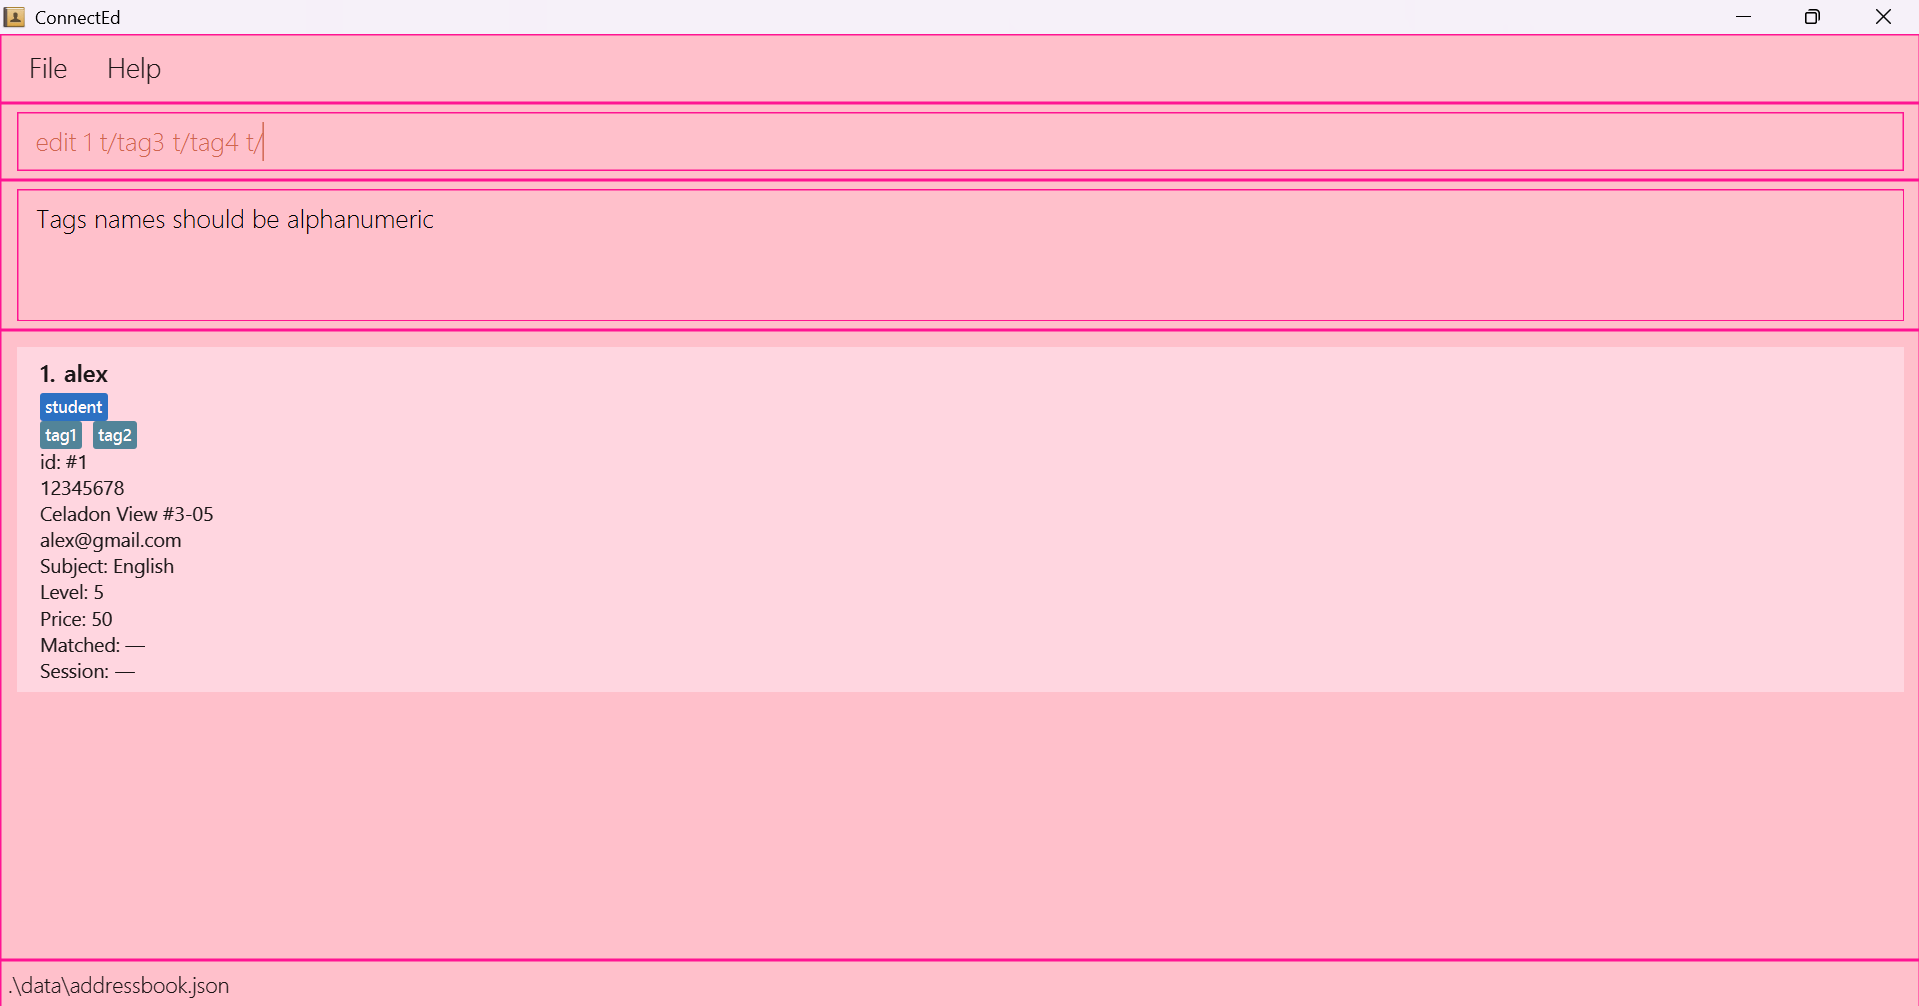 ConnectEd
File Help
edit 1 t/tag3 t/tag4 t/
Tags names should be alphanumeric
1. alex
student
tag1 tag2
id: #1
12345678
Celadon View #3-05
alex@gmail.com
Subject: English
Level: 5
Price: 50
Matched: —
Session: —
.\data\addressbook.json